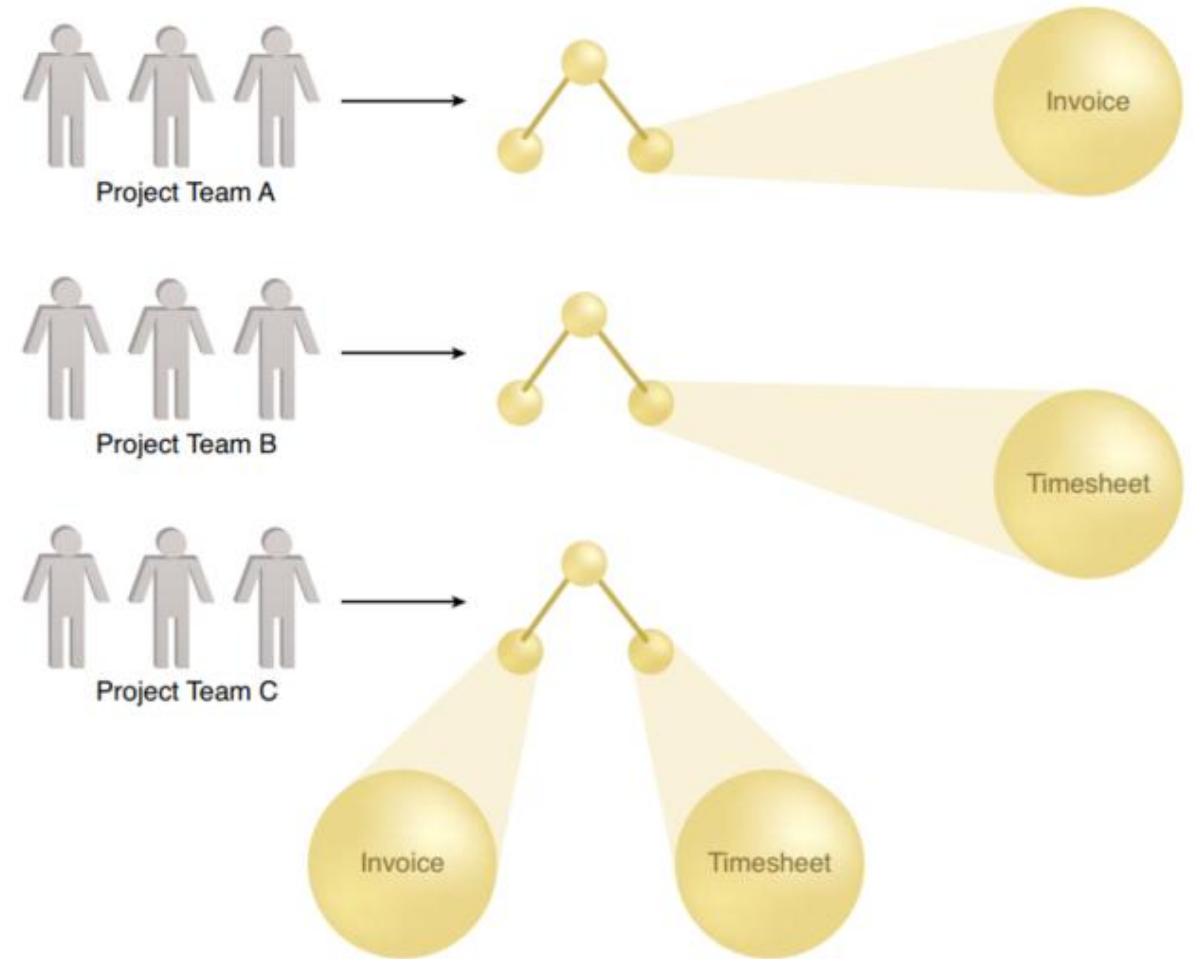 Invoice
Project Team A
Project Team B
Timesheet
Project Team C
Invoice
Timesheet